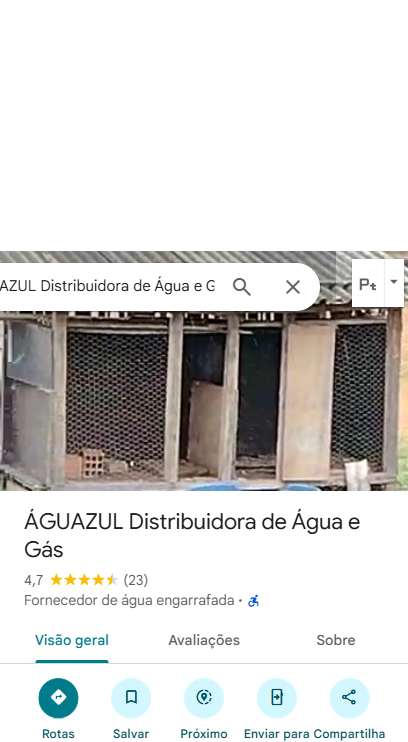 AZUL Distribuidora de Água e G
Pt
ÁGUAZUL Distribuidora de Água e
Gás
4,7 (23)
Fornecedor de água engarrafada ·
Visão geral Avaliações Sobre
Rotas Salvar Próximo Enviar para Compartilha